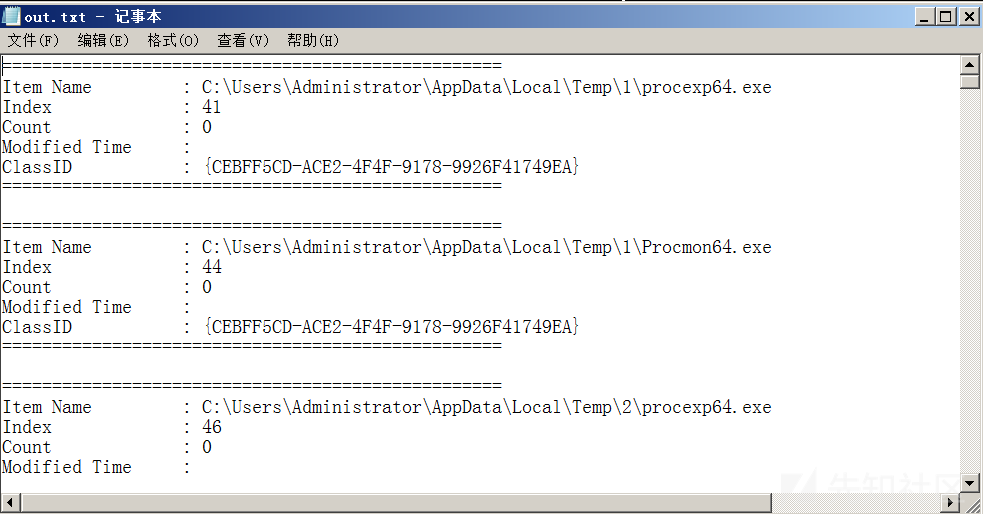 out.txt - 记事本
文件(F) 编辑(E) 格式(O) 查看(V) 帮助(H)
==================================================
Item Name : C:\Users\Administrator\AppData\Local\Temp\1\procexp64.exe
Index : 41
Count : 0
Modified Time :
ClassID : {CEBFF5CD-ACE2-4F4F-9178-9926F41749EA}
==================================================
==================================================
Item Name : C:\Users\Administrator\AppData\Local\Temp\1\Procmon64.exe
Index : 44
Count : 0
Modified Time :
ClassID : {CEBFF5CD-ACE2-4F4F-9178-9926F41749EA}
==================================================
==================================================
Item Name : C:\Users\Administrator\AppData\Local\Temp\2\procexp64.exe
Index : 46
Count : 0
Modified Time :
先知社区